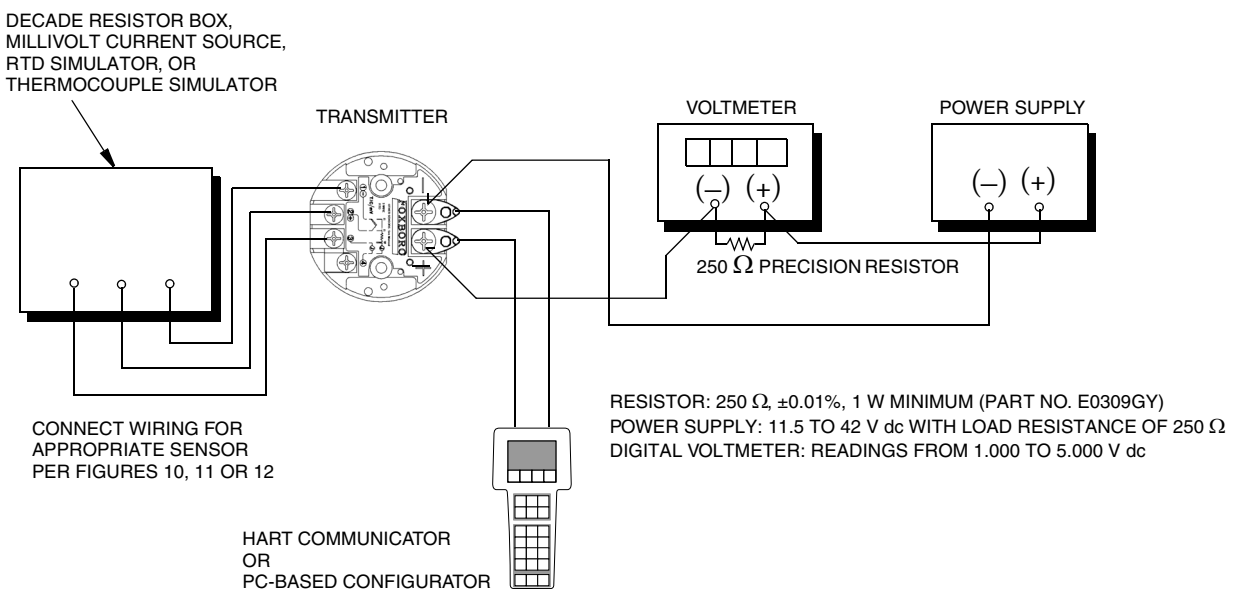 DECADE RESISTOR BOX,
MILLIVOLT CURRENT SOURCE,
RTD SIMULATOR, OR
THERMOCOUPLE SIMULATOR
TRANSMITTER
VOLTMETER
POWER SUPPLY
(–) (+)
(–) (+)
FOXBORO
250 Ω PRECISION RESISTOR
CONNECT WIRING FOR
APPROPRIATE SENSOR
PER FIGURES 10, 11 OR 12
RESISTOR: 250 Ω, ±0.01%, 1 W MINIMUM (PART NO. E0309GY)
POWER SUPPLY: 11.5 TO 42 V dc WITH LOAD RESISTANCE OF 250 Ω
DIGITAL VOLTMETER: READINGS FROM 1.000 TO 5.000 V dc
HART COMMUNICATOR
OR
PC-BASED CONFIGURATOR